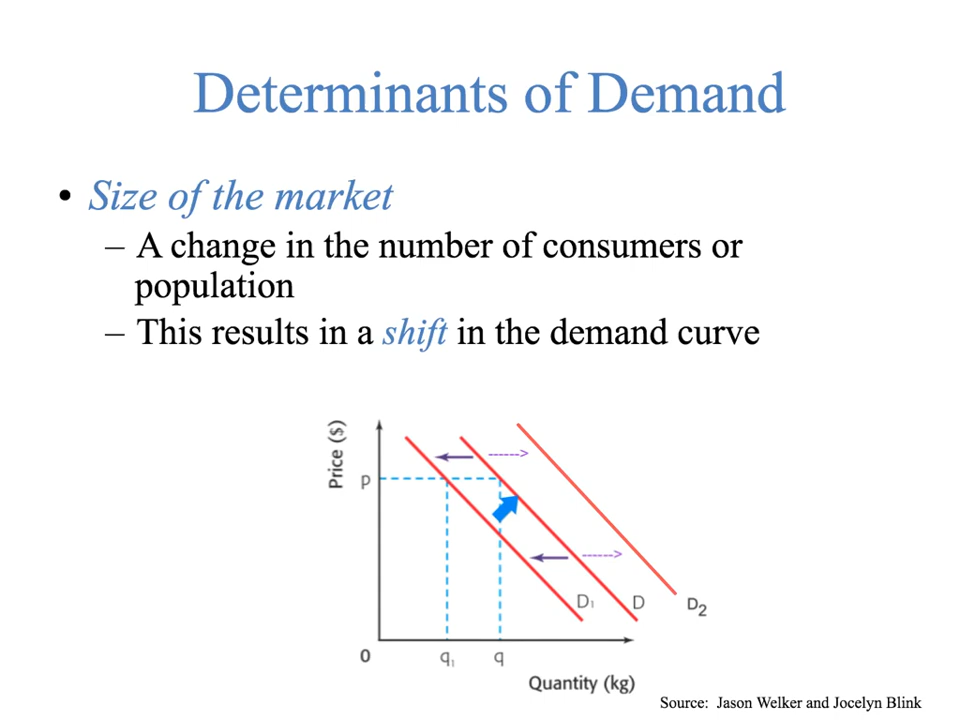 Determinants of Demand
• Size of the market
– A change in the number of consumers or
population
– This results in a shift in the demand curve
Price ($)
P
D₁
D
D₂
0
q₁
q
Quantity (kg)
Source: Jason Welker and Jocelyn Blink